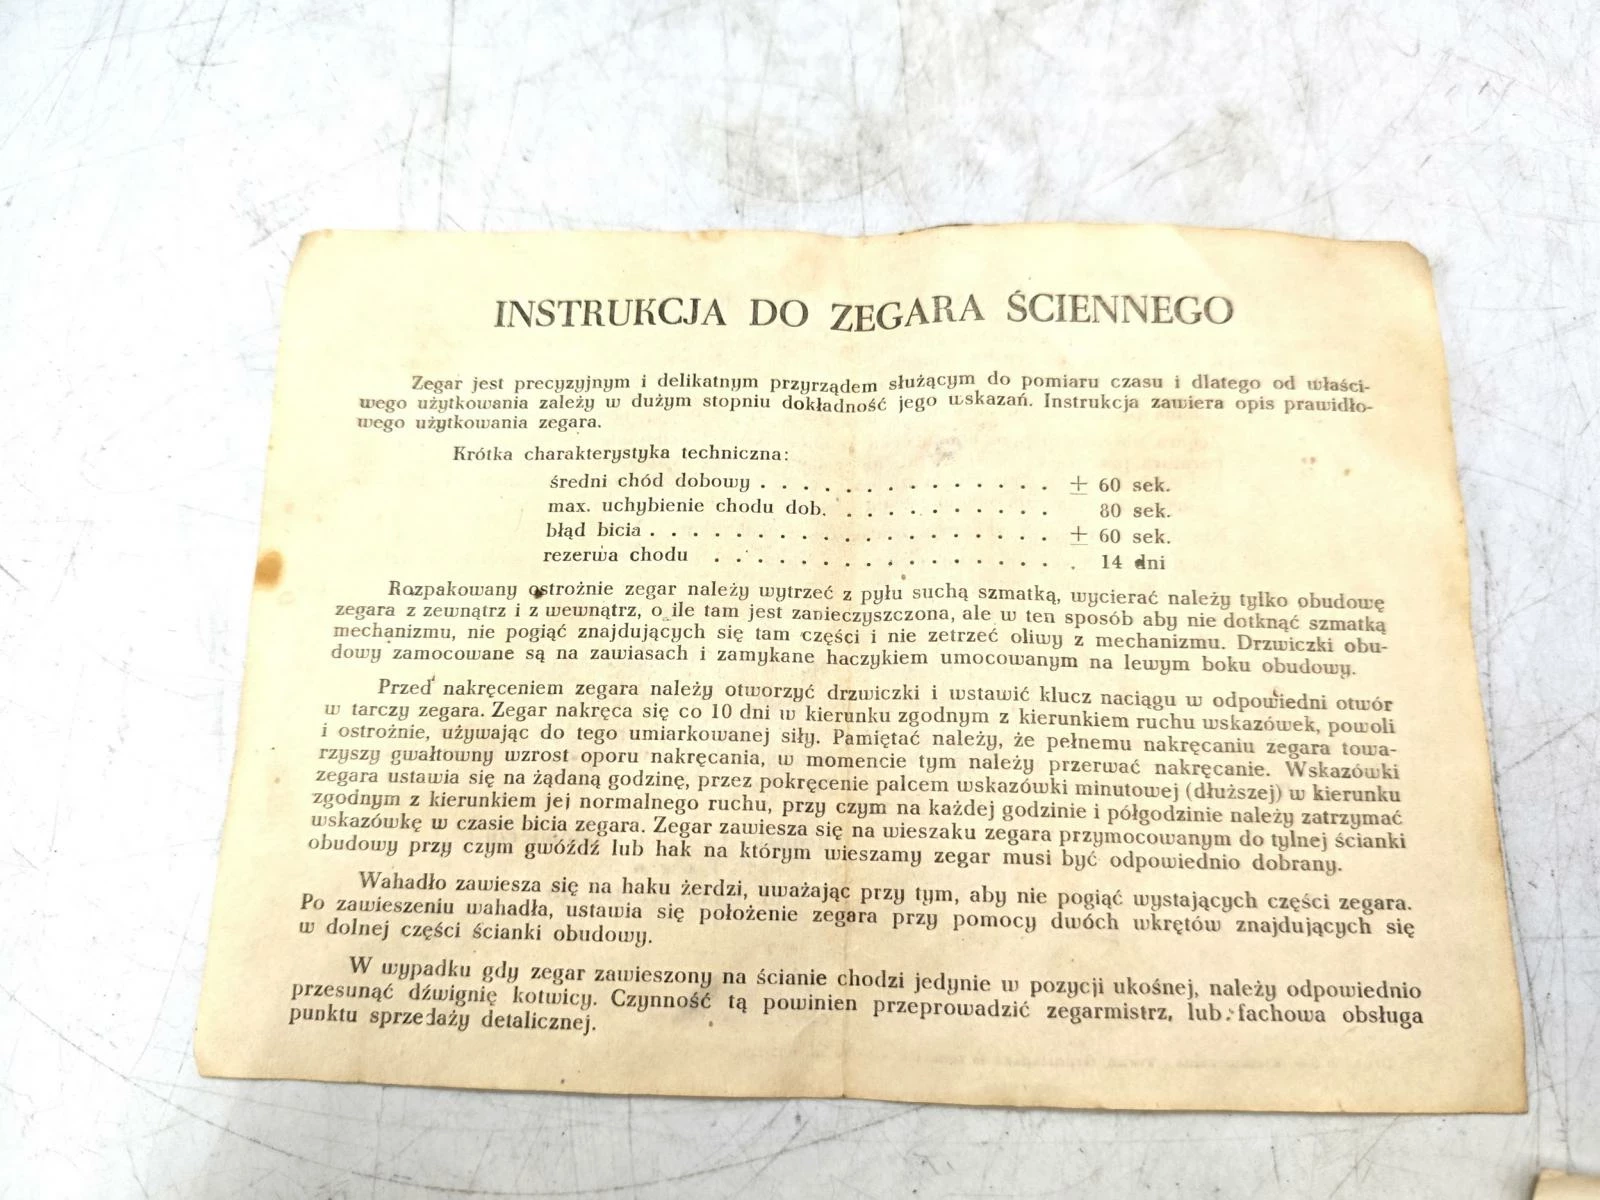 INSTRUKCJA DO ZEGARA ŚCIENNEGO
Zegar jest precyzyjnym i delikatnym przyrządem służącym do pomiaru czasu i dlatego od właści-
wego użytkowania zależy w dużym stopniu dokładność jego wskazań. Instrukcja zawiera opis prawidło-
wego użytkowania zegara.
Krótka charakterystyka techniczna:
średni chód dobowy . . . . . . . . . . . . . . ± 60 sek.
max. uchybienie chodu dob. . . . . . . . . . . 80 sek.
błąd bicia . . . . . . . . . . . . . . . . . . ± 60 sek.
rezerwa chodu . . . . . . . . . . . . . . . . 14 dni
Rozpakowany ostrożnie zegar należy wytrzeć z pyłu suchą szmatką, wycierać należy tylko obudowę
zegara z zewnątrz i z wewnątrz, o ile tam jest zanieczyszczona, ale w ten sposób aby nie dotknąć szmatką
mechanizmu, nie pogiąć znajdujących się tam części i nie zetrzeć oliwy z mechanizmu. Drzwiczki obu-
dowy zamocowane są na zawiasach i zamykane haczykiem umocowanym na lewym boku obudowy.
Przed nakręceniem zegara należy otworzyć drzwiczki i wstawić klucz naciągu w odpowiedni otwór
w tarczy zegara. Zegar nakręca się co 10 dni w kierunku zgodnym z kierunkiem ruchu wskazówek, powoli
i ostrożnie, używając do tego umiarkowanej siły. Pamiętać należy, że pełnemu nakręcaniu zegara towa-
rzyszy gwałtowny wzrost oporu nakręcania, w momencie tym należy przerwać nakręcanie. Wskazówki
zegara ustawia się na żądaną godzinę, przez pokręcenie palcem wskazówki minutowej (dłuższej) w kierunku
zgodnym z kierunkiem jej normalnego ruchu, przy czym na każdej godzinie i półgodzinie należy zatrzymać
wskazówkę w czasie bicia zegara. Zegar zawiesza się na wieszaku zegara przymocowanym do tylnej ścianki
obudowy przy czym gwóźdź lub hak na którym wieszamy zegar musi być odpowiednio dobrany.
Wahadło zawiesza się na haku żerdzi, uważając przy tym, aby nie pogiąć wystających części zegara.
Po zawieszeniu wahadła, ustawia się położenie zegara przy pomocy dwóch wkrętów znajdujących się
w dolnej części ścianki obudowy.
W wypadku gdy zegar zawieszony na ścianie chodzi jedynie w pozycji ukośnej, należy odpowiednio
przesunąć dźwignię kotwicy. Czynność tą powinien przeprowadzić zegarmistrz, lub fachowa obsługa
punktu sprzedaży detalicznej.